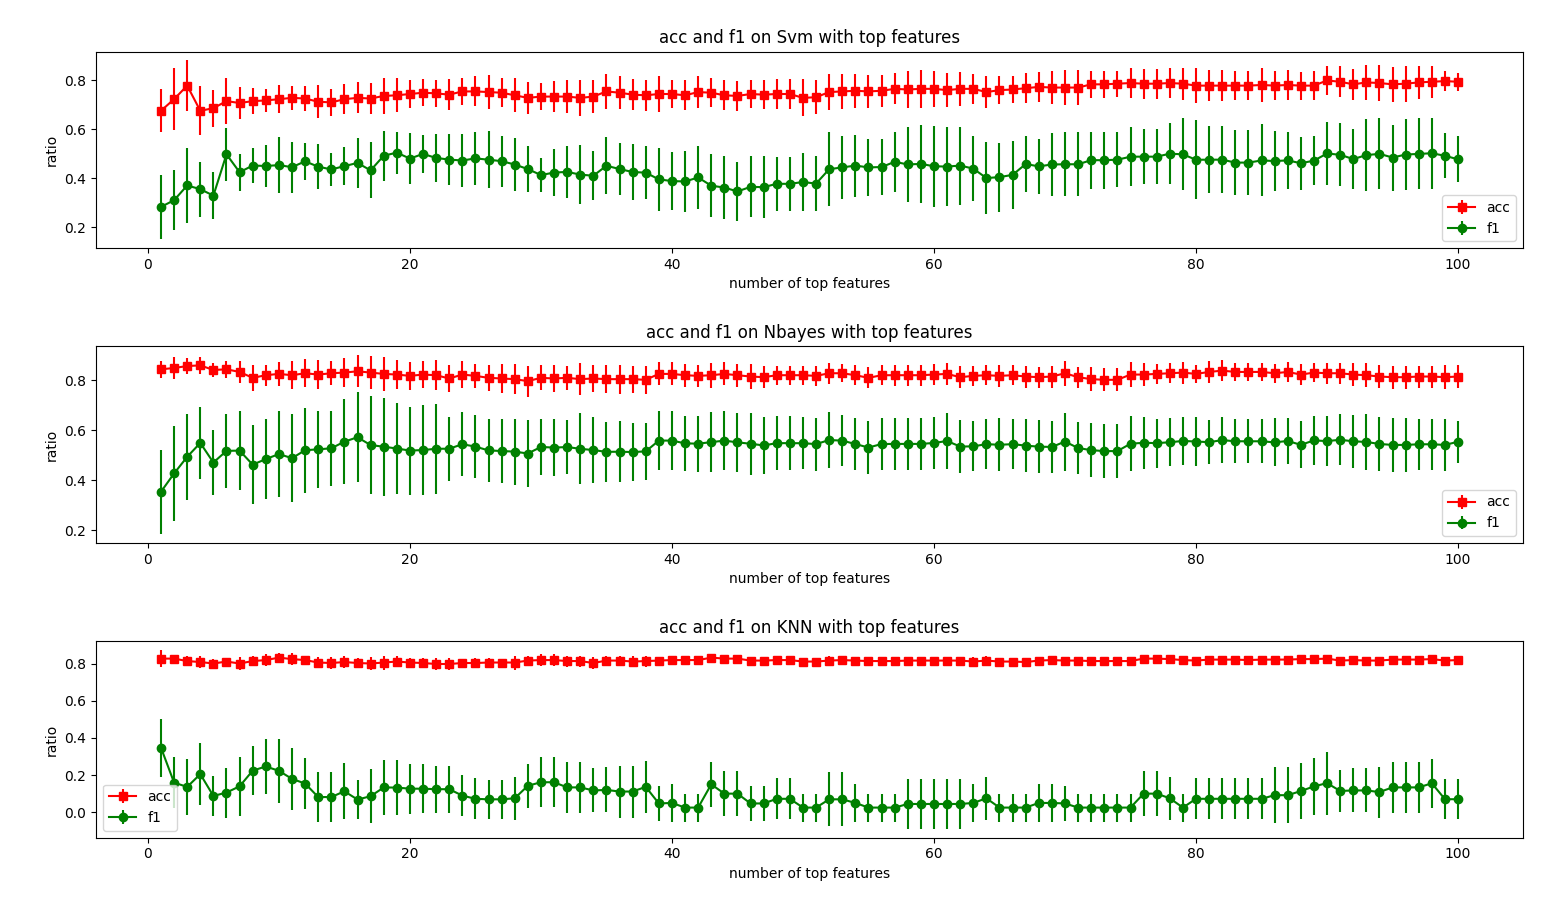 acc and f1 on Svm with top features
0.8
0.6
0.4
0.2
ratio
acc
f1
0 20 40 60 80 100
number of top features
acc and f1 on Nbayes with top features
0.8
0.6
0.4
0.2
ratio
acc
f1
0 20 40 60 80 100
number of top features
acc and f1 on KNN with top features
0.8
0.6
0.4
0.2
0.0
ratio
acc
f1
0 20 40 60 80 100
number of top features